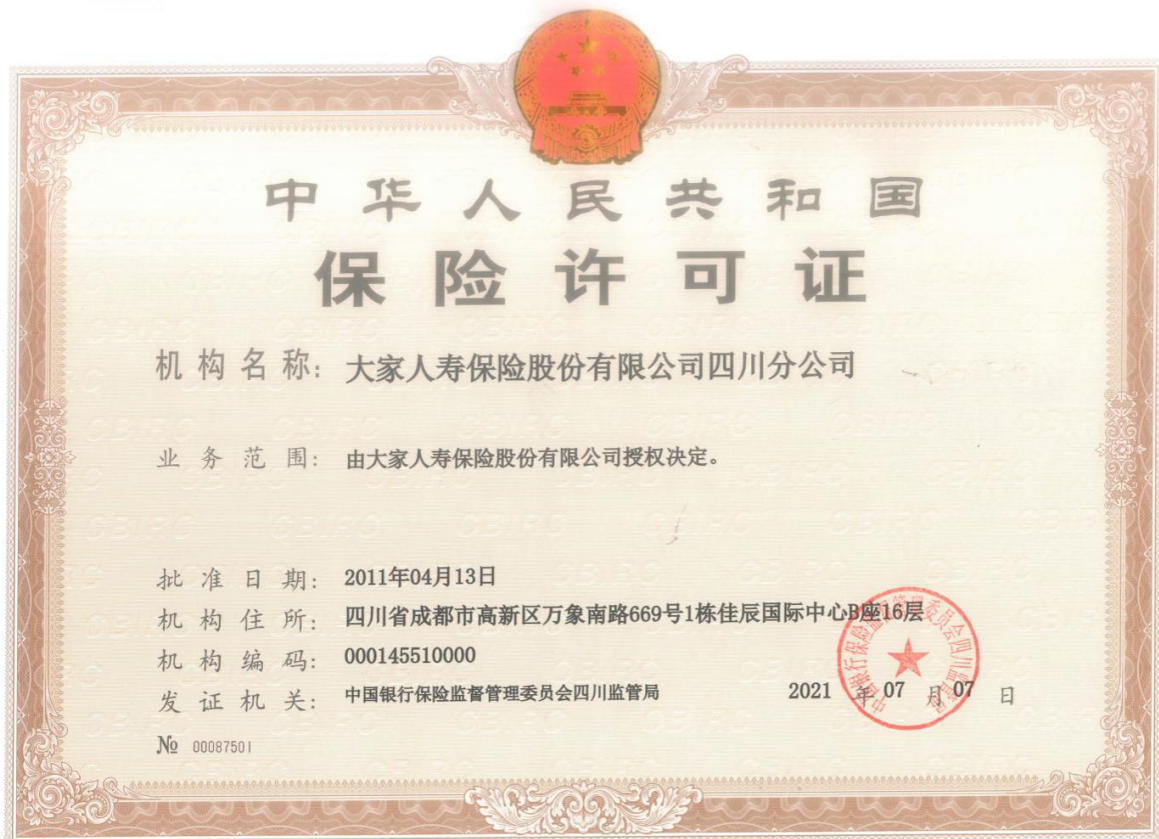 中华人民共和国
保险许可证
机构名称: 大家人寿保险股份有限公司四川分公司
业务范围: 由大家人寿保险股份有限公司授权决定。
批准日期: 2011年04月13日
机构住所: 四川省成都市高新区万象南路669号1栋佳辰国际中心B座16层
机构编码: 000145510000
发证机关: 中国银行保险监督管理委员会四川监管局 2021 年 07 月 07 日
№ 00087501